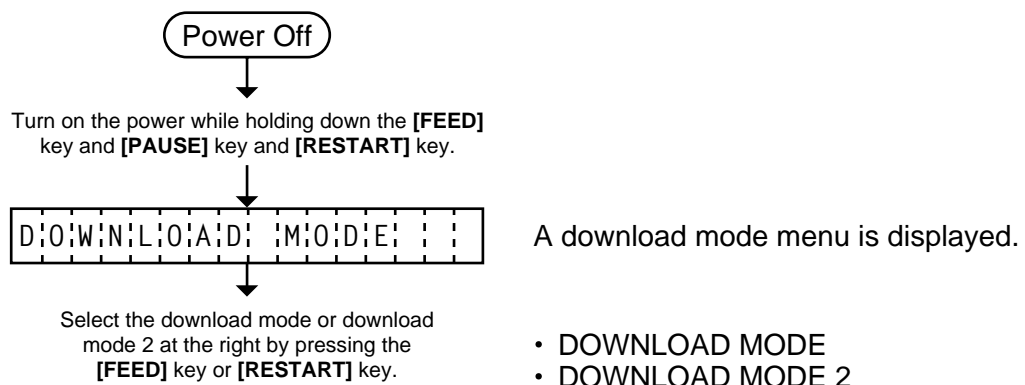 Power Off
Turn on the power while holding down the [FEED]
key and [PAUSE] key and [RESTART] key.
DOWNLOAD MODE
A download mode menu is displayed.
Select the download mode or download
mode 2 at the right by pressing the
[FEED] key or [RESTART] key.
• DOWNLOAD MODE
• DOWNLOAD MODE 2